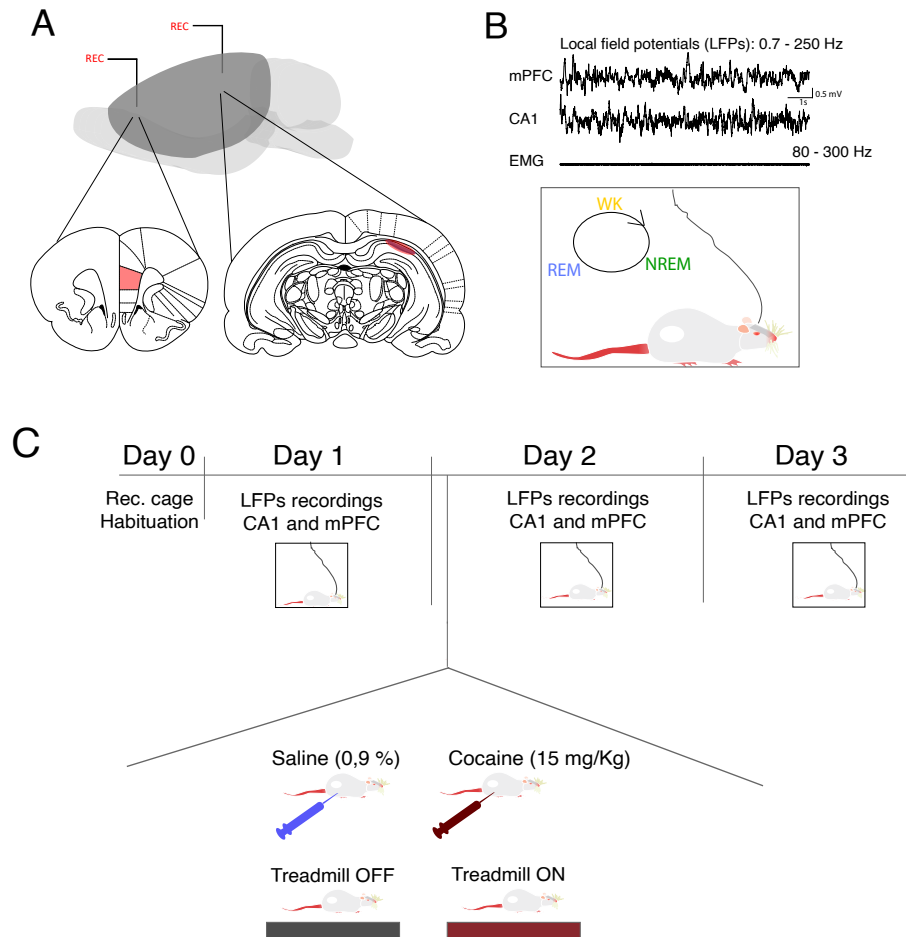 A
REC
REC
B
Local field potentials (LFPs): 0.7 - 250 Hz
mPFC
0.5 mV
1s
CA1
80 - 300 Hz
EMG
WK
REM
NREM
C
Day 0
Day 1
Day 2
Day 3
Rec. cage
Habituation
LFPs recordings
CA1 and mPFC
LFPs recordings
CA1 and mPFC
LFPs recordings
CA1 and mPFC
Saline (0,9 %)
Cocaine (15 mg/Kg)
Treadmill OFF
Treadmill ON